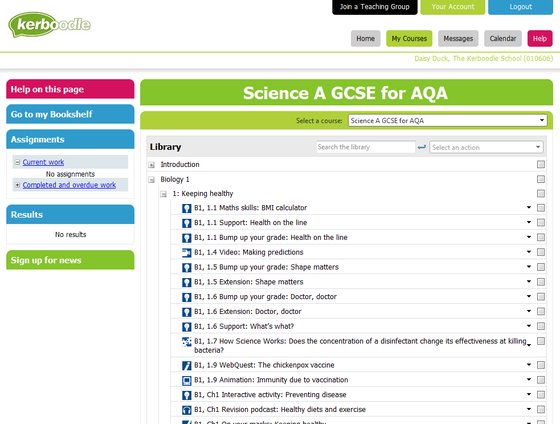 Join a Teaching Group
Your Account
Logout
kerboodle
Home
My Courses
Messages
Calendar
Help
Daisy Duck, The Kerboodle School (010606)
Help on this page
Go to my Bookshelf
Assignments
Current work
No assignments
Completed and overdue work
Results
No results
Sign up for news
Science A GCSE for AQA
Select a course:
Science A GCSE for AQA
Library
Search the library
Select an action
Introduction
Biology 1
1: Keeping healthy
B1, 1.1 Maths skills: BMI calculator
B1, 1.1 Support: Health on the line
B1, 1.1 Bump up your grade: Health on the line
B1, 1.4 Video: Making predictions
B1, 1.5 Bump up your grade: Shape matters
B1, 1.5 Extension: Shape matters
B1, 1.6 Bump up your grade: Doctor, doctor
B1, 1.6 Extension: Doctor, doctor
B1, 1.6 Support: What's what?
B1, 1.7 How Science Works: Does the concentration of a disinfectant change its effectiveness at killing
bacteria?
B1, 1.9 WebQuest: The chickenpox vaccine
B1, 1.9 Animation: Immunity due to vaccination
B1, Ch1 Interactive activity: Preventing disease
B1, Ch1 Revision podcast: Healthy diets and exercise
B1, Ch1 On your marks: Keeping healthy